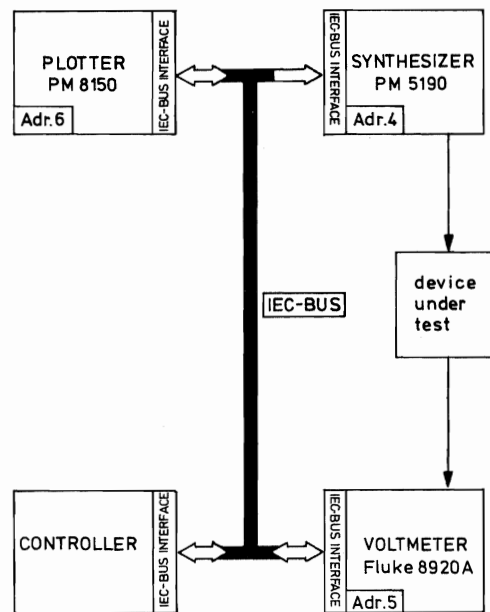 PLOTTER
PM 8150
Adr.6
IEC-BUS INTERFACE
IEC-BUS INTERFACE
SYNTHESIZER
PM 5190
Adr.4
device
under
test
IEC-BUS
CONTROLLER
IEC-BUS INTERFACE
IEC-BUS INTERFACE
VOLTMETER
Fluke 8920A
Adr.5